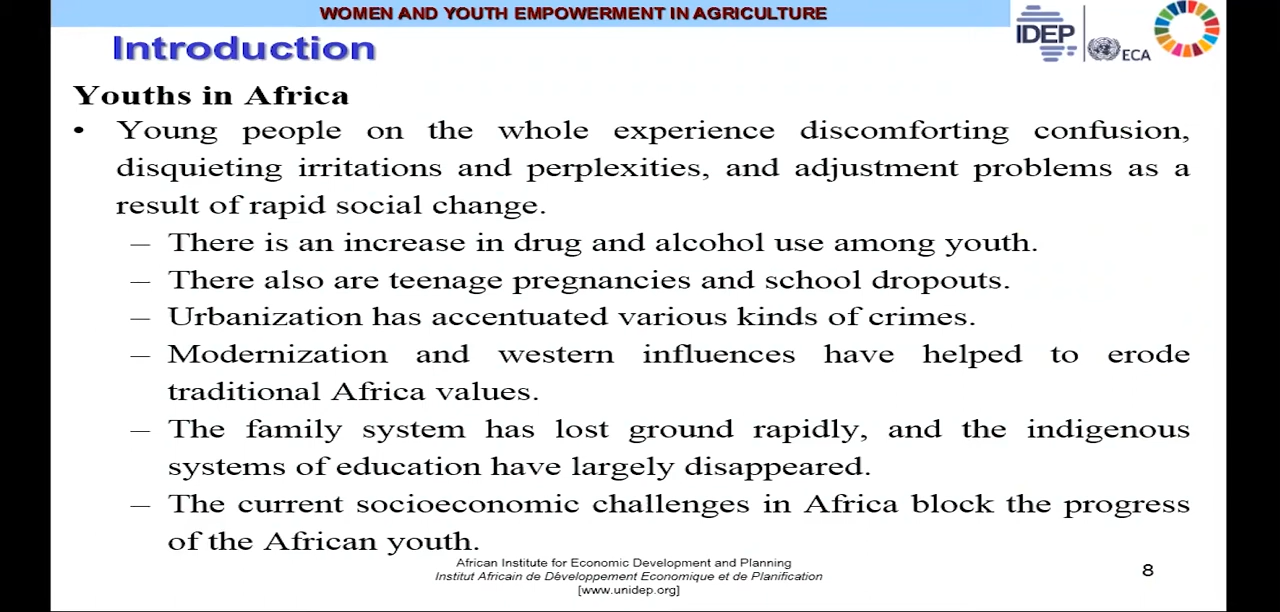 WOMEN AND YOUTH EMPOWERMENT IN AGRICULTURE
Introduction
IDEP
ECA
Youths in Africa
• Young people on the whole experience discomforting confusion,
disquieting irritations and perplexities, and adjustment problems as a
result of rapid social change.
– There is an increase in drug and alcohol use among youth.
– There also are teenage pregnancies and school dropouts.
– Urbanization has accentuated various kinds of crimes.
– Modernization and western influences have helped to erode
traditional Africa values.
– The family system has lost ground rapidly, and the indigenous
systems of education have largely disappeared.
– The current socioeconomic challenges in Africa block the progress
of the African youth.
African Institute for Economic Development and Planning
Institut Africain de Développement Economique et de Planification
[www.unidep.org]
8